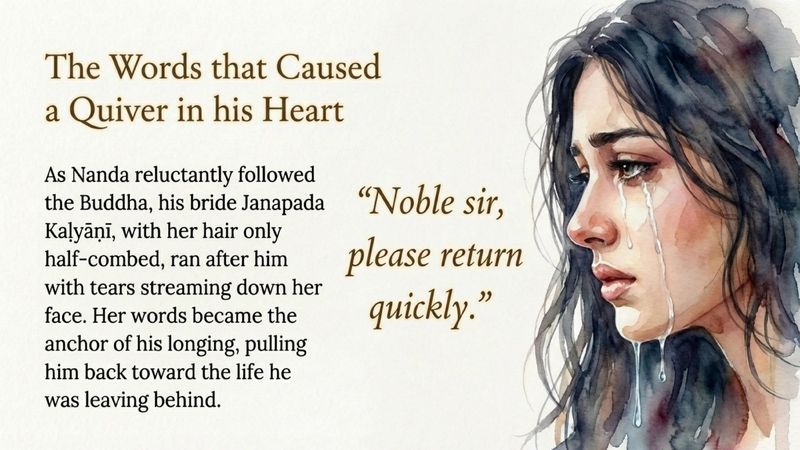 The Words that Caused
a Quiver in his Heart
As Nanda reluctantly followed
the Buddha, his bride Janapada
Kaḷyāṇī, with her hair only
half-combed, ran after him
with tears streaming down her
face. Her words became the
anchor of his longing, pulling
him back toward the life he
was leaving behind.
“Noble sir,
please return
quickly.”